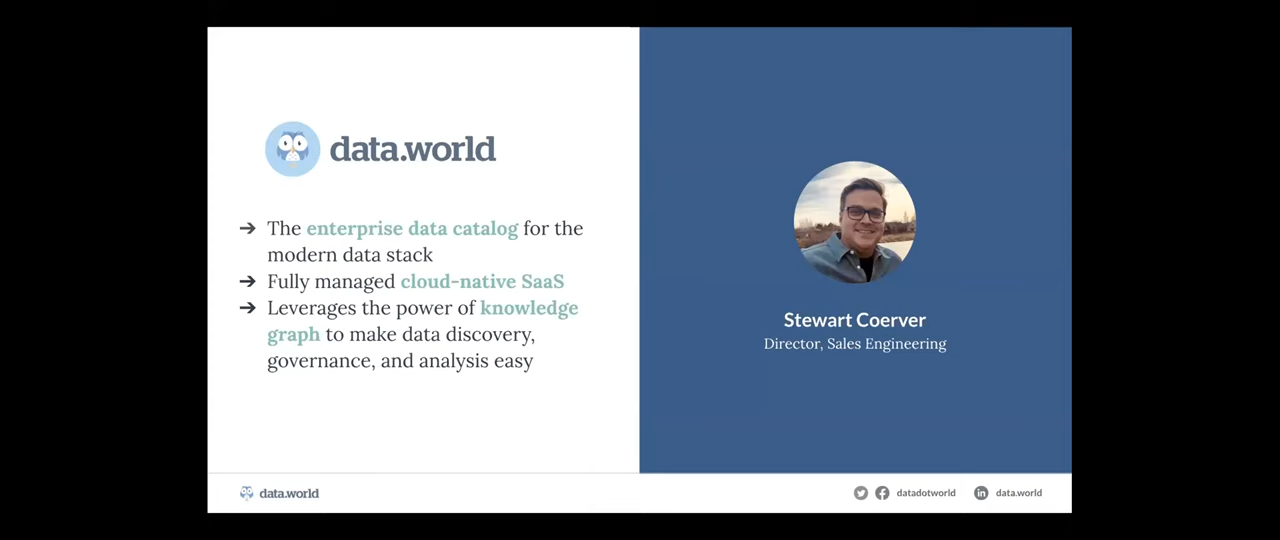 data.world
➔ The enterprise data catalog for the
modern data stack
➔ Fully managed cloud-native SaaS
➔ Leverages the power of knowledge
graph to make data discovery,
governance, and analysis easy
Stewart Coerver
Director, Sales Engineering
data.world
datadotworld
data.world